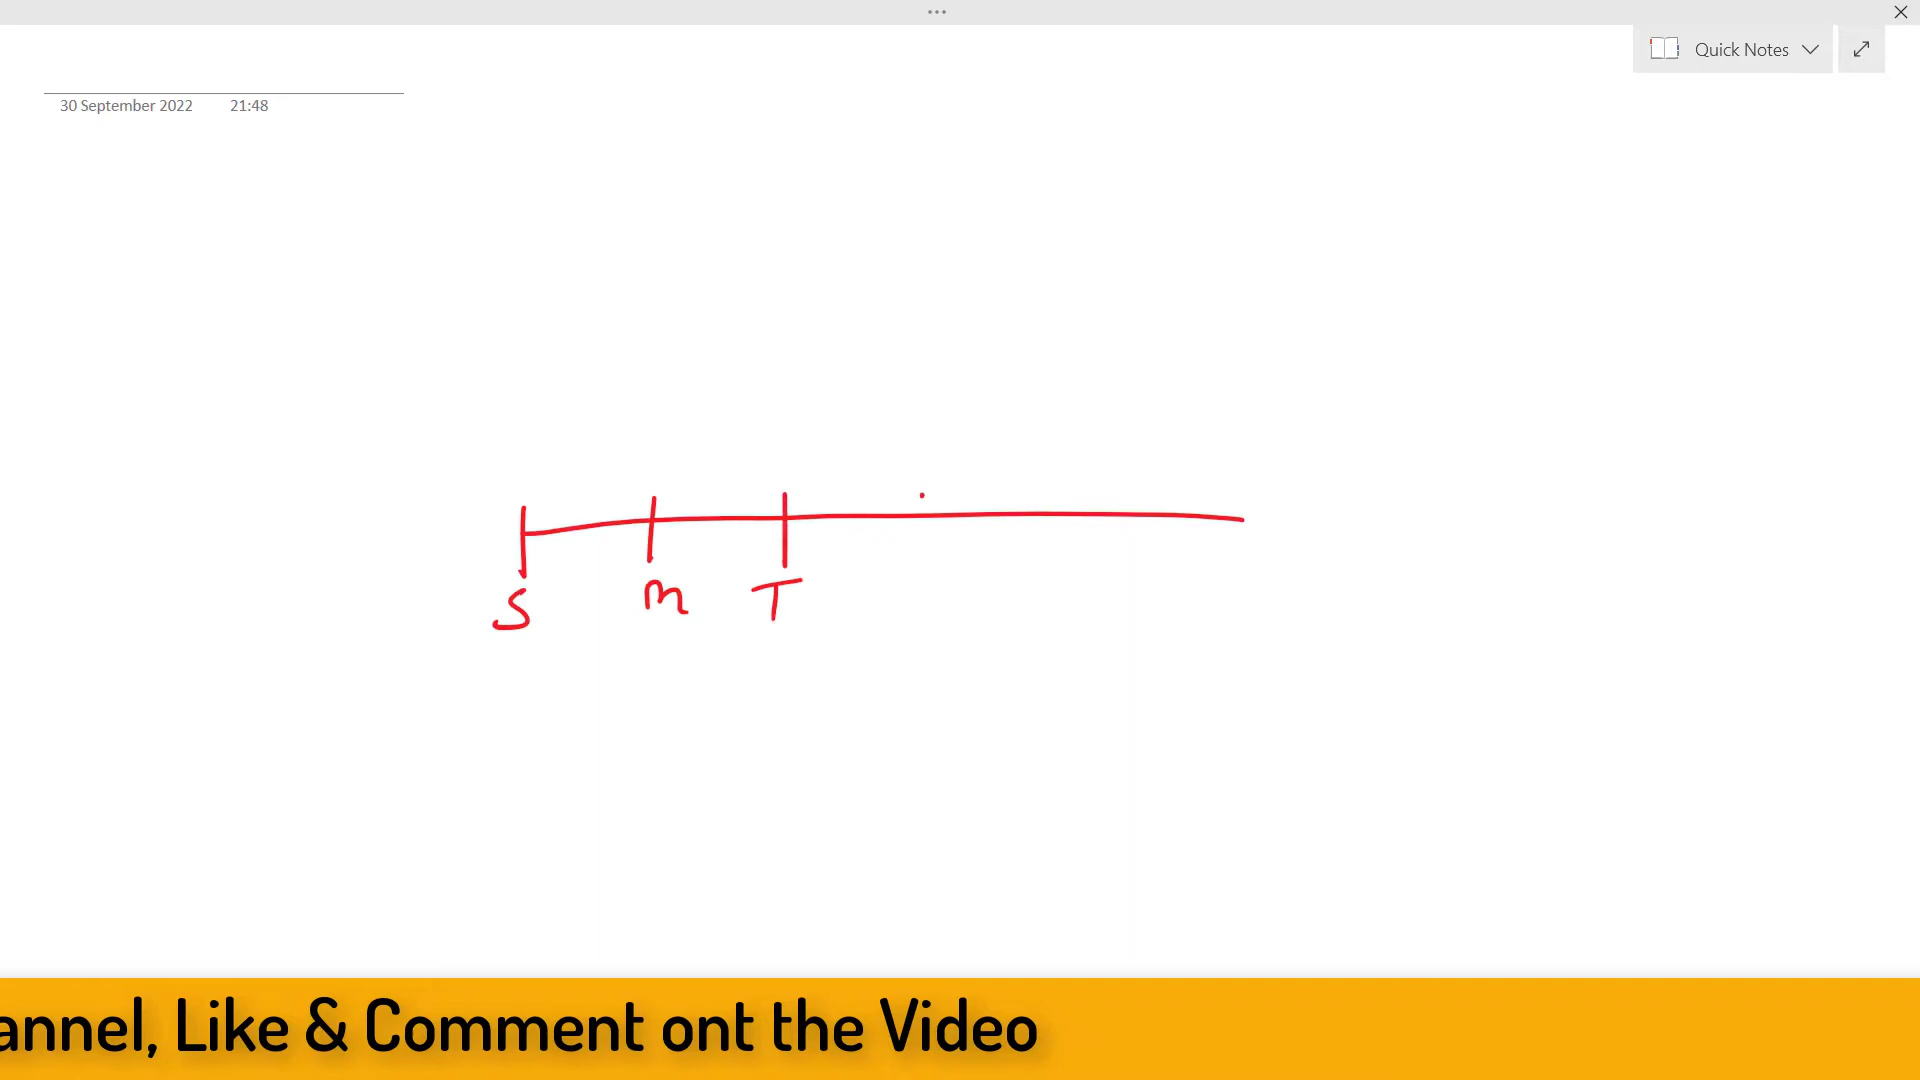 Quick Notes
30 September 2022 21:48
S m T
annel, Like & Comment ont the Video